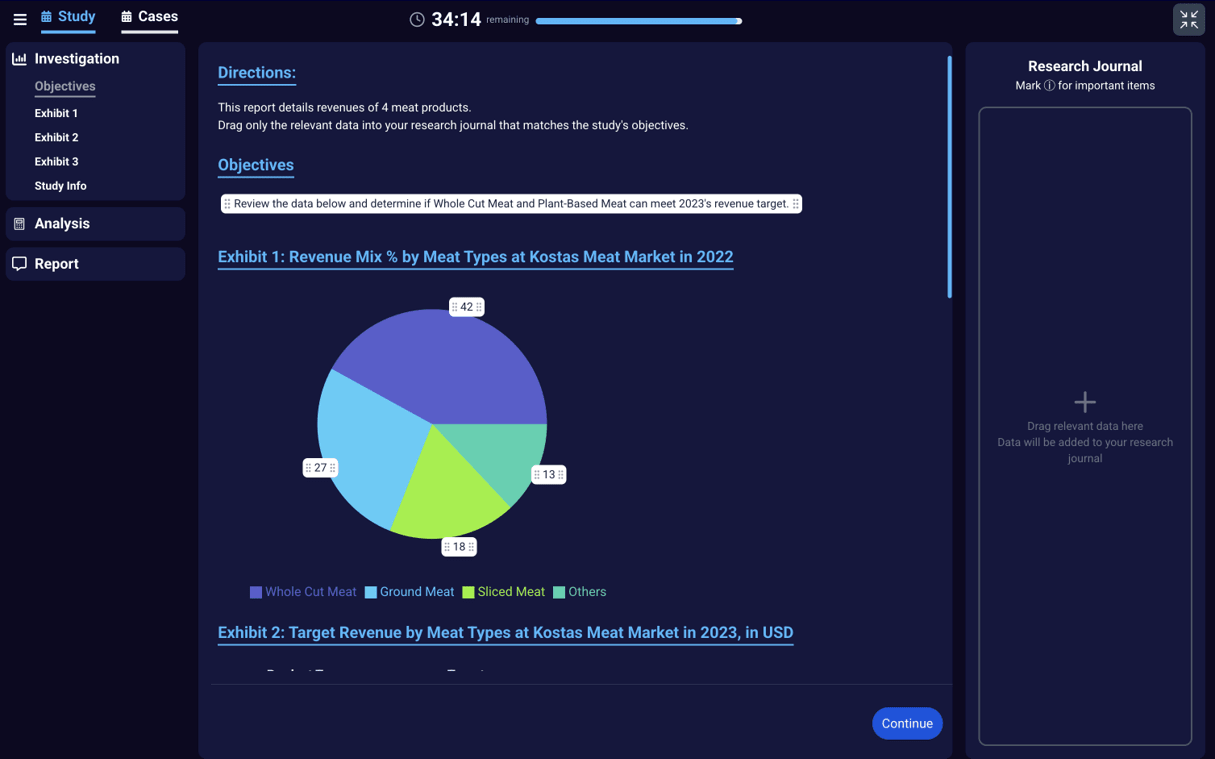 Study
Cases
34:14 remaining
Investigation
Objectives
Exhibit 1
Exhibit 2
Exhibit 3
Study Info
Analysis
Report
Directions:
This report details revenues of 4 meat products.
Drag only the relevant data into your research journal that matches the study's objectives.
Objectives
Review the data below and determine if Whole Cut Meat and Plant-Based Meat can meet 2023's revenue target.
Exhibit 1: Revenue Mix % by Meat Types at Kostas Meat Market in 2022
42
27
13
18
Whole Cut Meat Ground Meat Sliced Meat Others
Exhibit 2: Target Revenue by Meat Types at Kostas Meat Market in 2023, in USD
Continue
Research Journal
Mark ⓘ for important items
Drag relevant data here
Data will be added to your research
journal